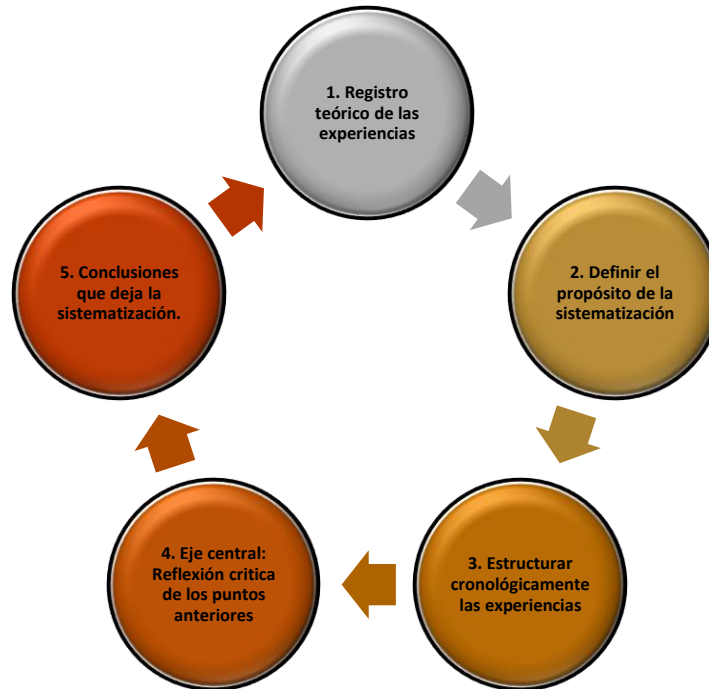 1. Registro
teórico de las
experiencias
2. Definir el
propósito de la
sistematización
3. Estructurar
cronológicamente
las experiencias
4. Eje central:
Reflexión critica
de los puntos
anteriores
5. Conclusiones
que deja la
sistematización.